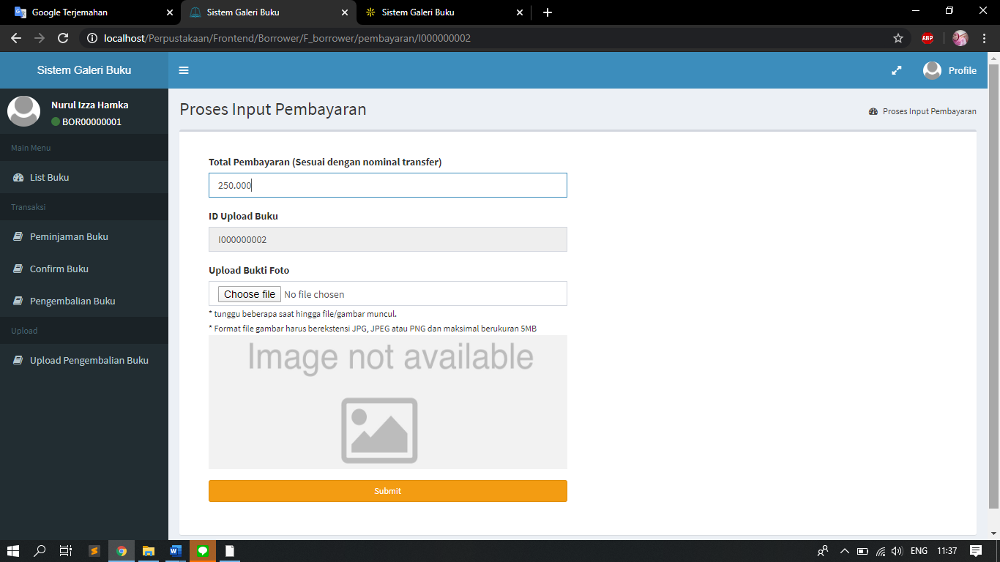 Google Terjemahan
Sistem Galeri Buku
Sistem Galeri Buku
localhost/Perpustakaan/Frontend/Borrower/F_borrower/pembayaran/I000000002
ABP
Sistem Galeri Buku
Profile
Nurul Izza Hamka
BOR00000001
Main Menu
List Buku
Transaksi
Peminjaman Buku
Confirm Buku
Pengembalian Buku
Upload
Upload Pengembalian Buku
Proses Input Pembayaran
Proses Input Pembayaran
Total Pembayaran (Sesuai dengan nominal transfer)
250.000
ID Upload Buku
I000000002
Upload Bukti Foto
Choose file No file chosen
* tunggu beberapa saat hingga file/gambar muncul.
* Format file gambar harus berekstensi JPG, JPEG atau PNG dan maksimal berukuran 5MB
Image not available
Submit
ENG
11:37